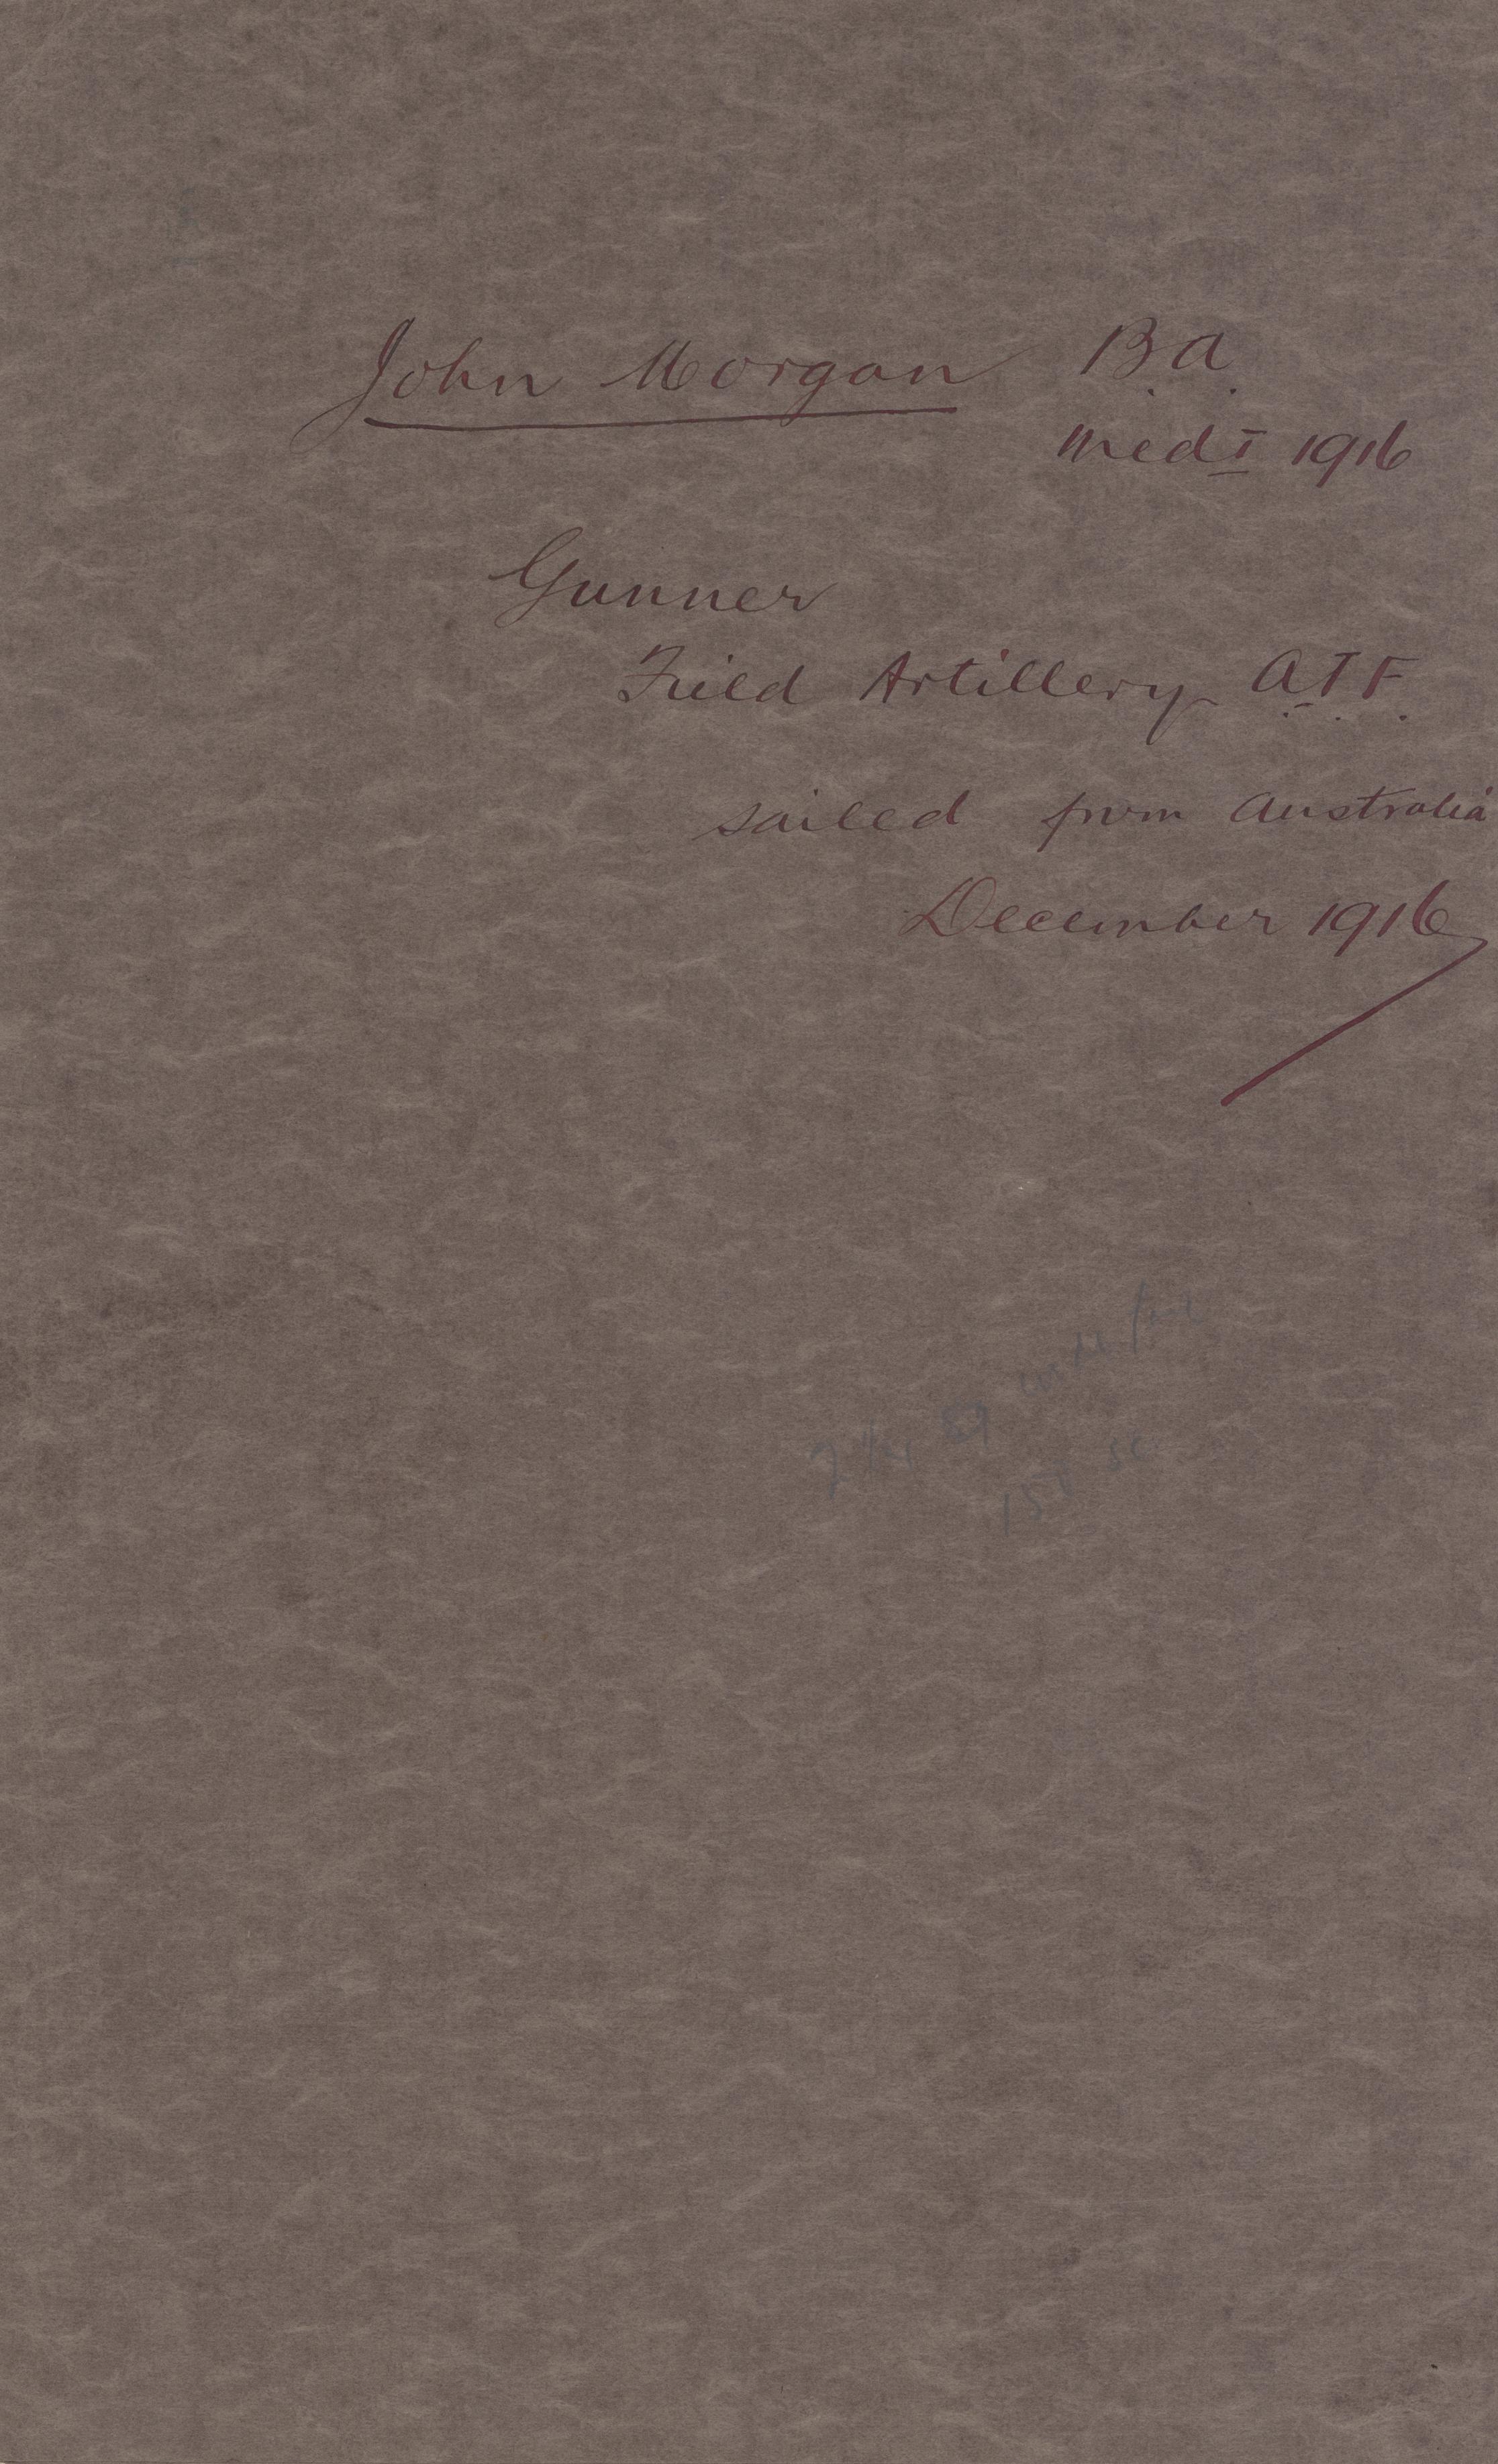 John Morgan B.A.
Med I 1916
Gunner
Field Artillery A.I.F.
sailed from Australia
December 1916